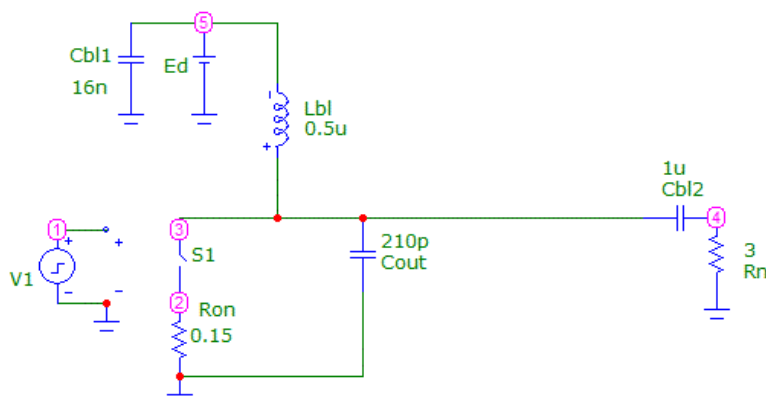 5
Cbl1
Ed
16n
-
Lbl
0.5u
+
1u
Cbl2
1
+
+
3
4
S1
210p
Cout
3
Rn
V1
-
-
2
Ron
0.15